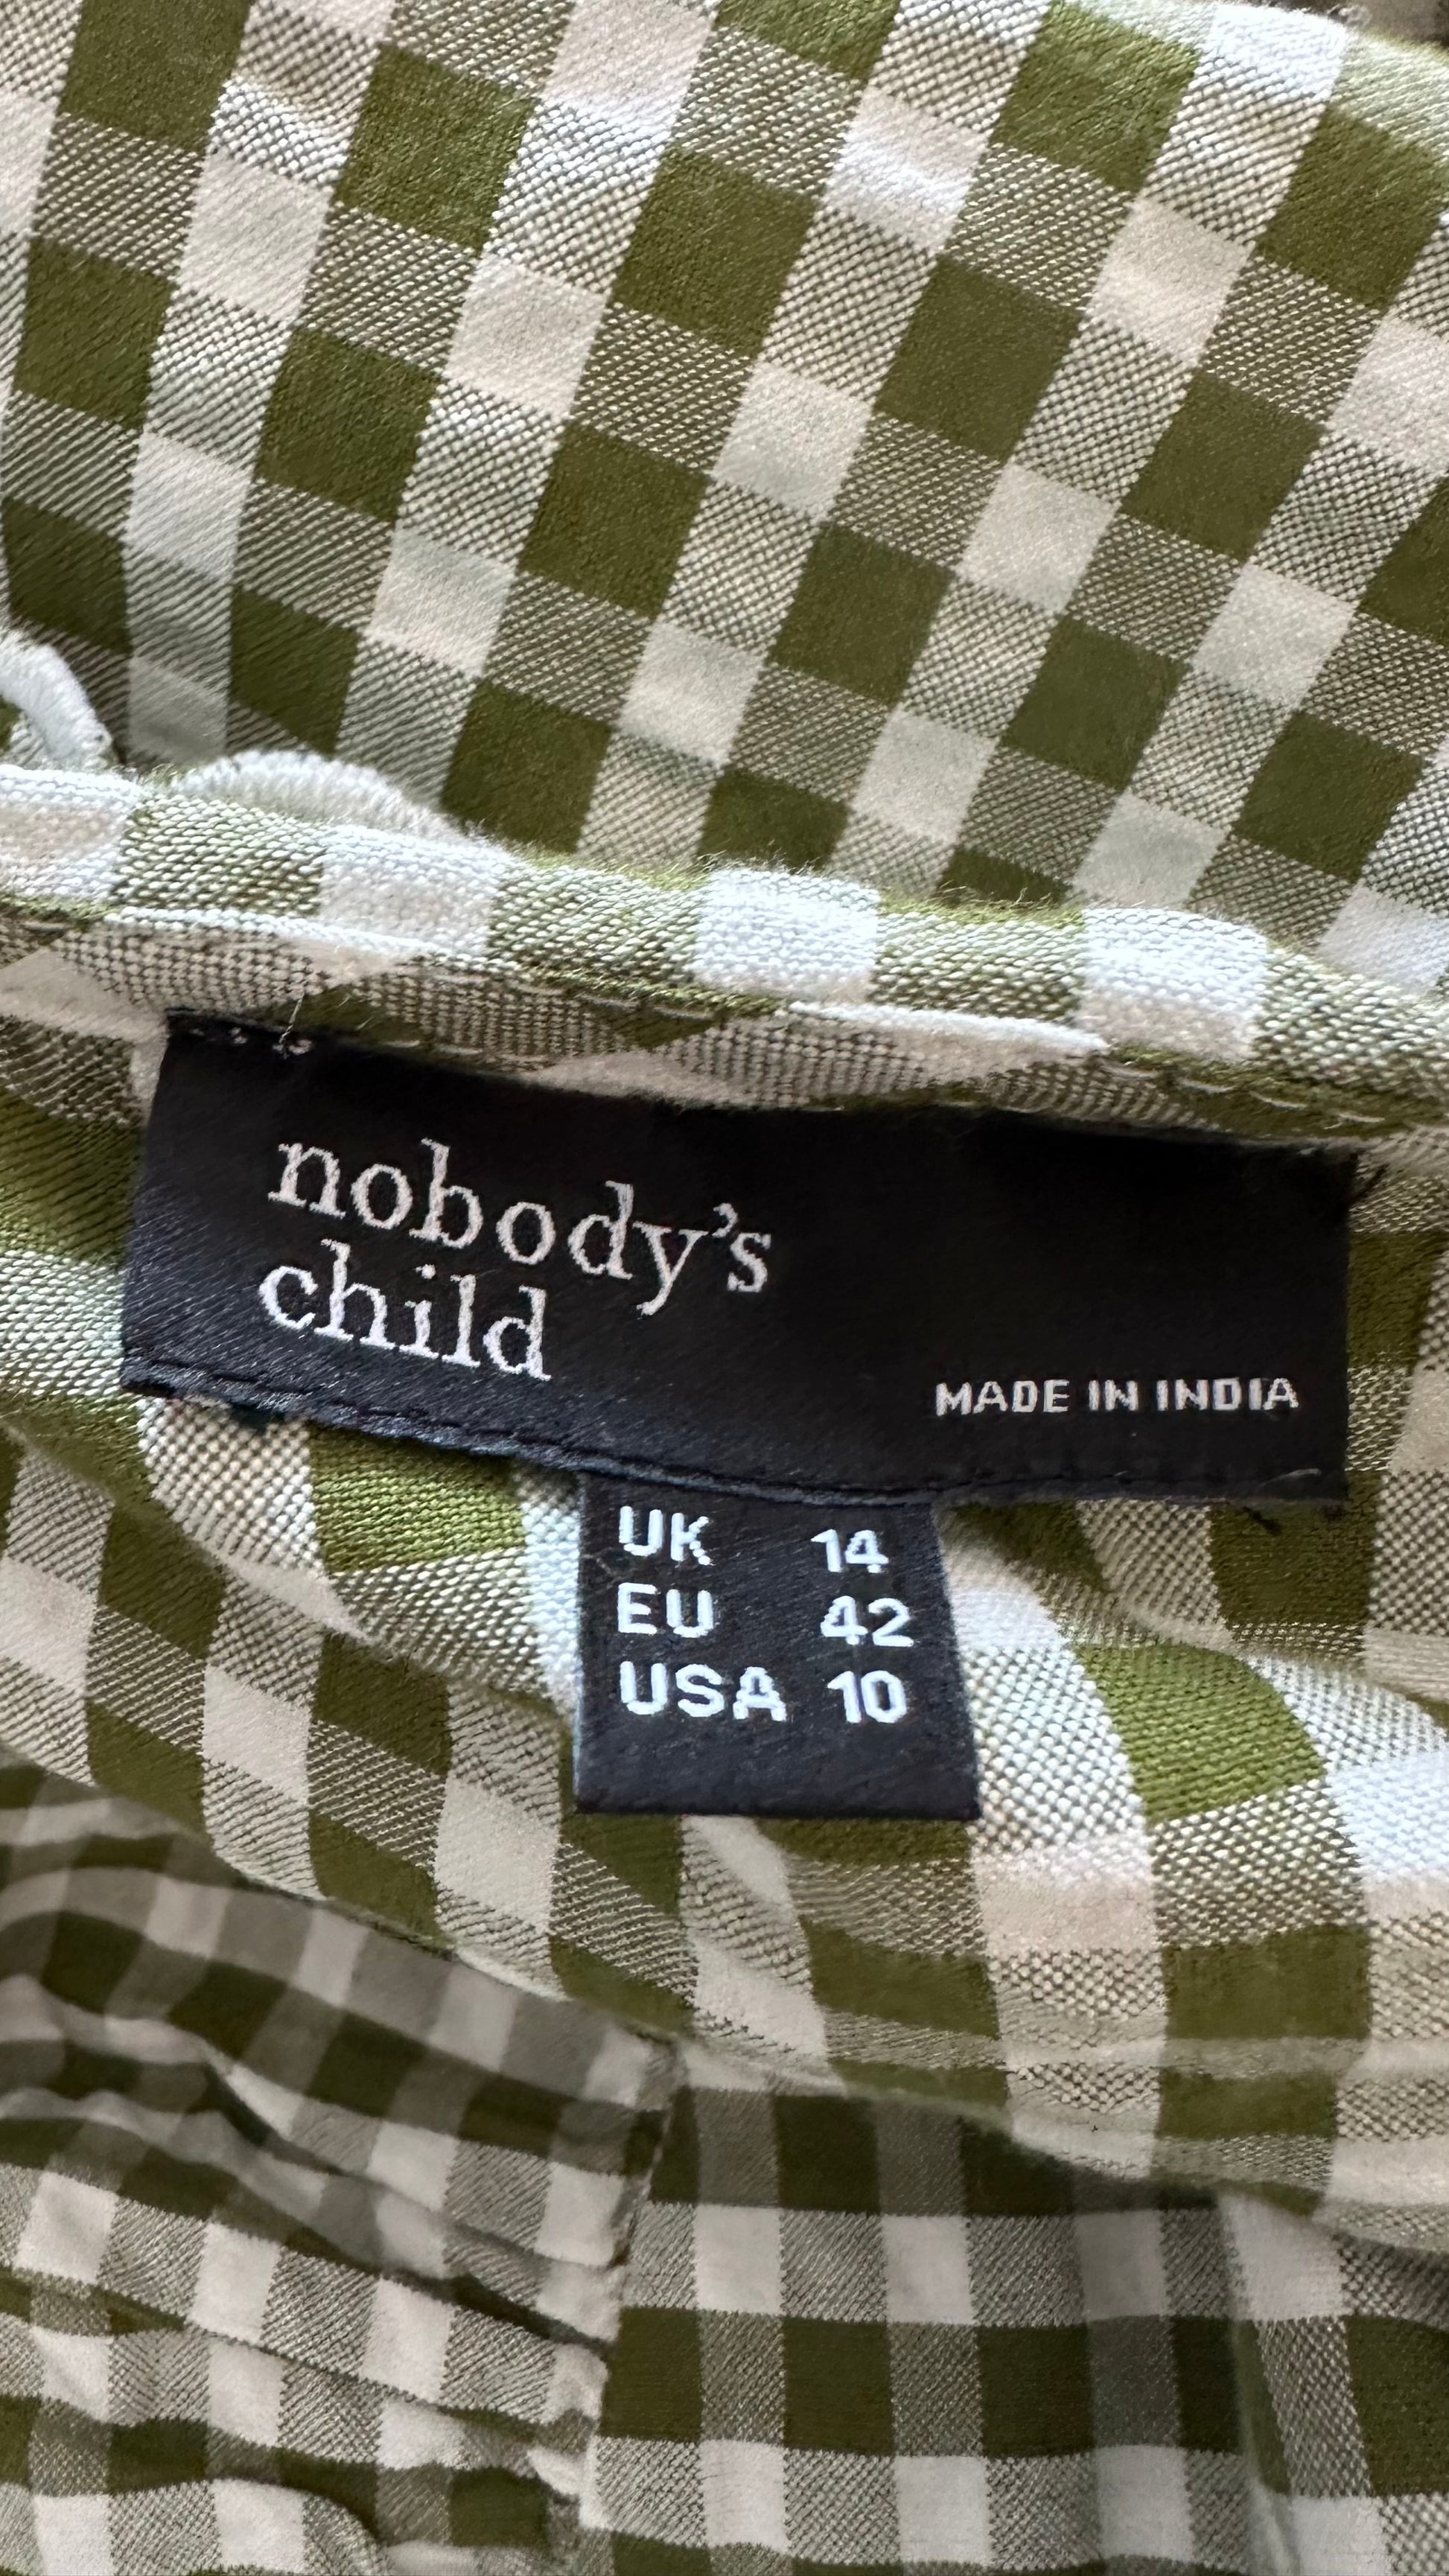 nobody's
child
MADE IN INDIA
UK 14
EU 42
USA 10